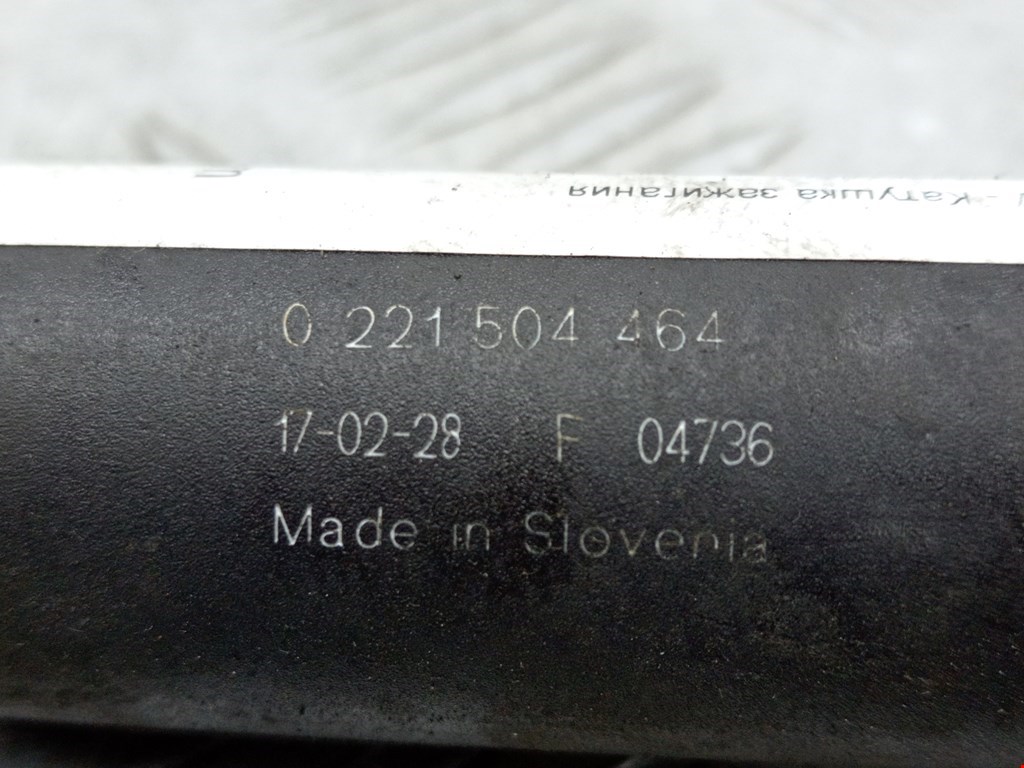 - Катушка зажигания
0 221 504 464
17-02-28 F 04736
Made in Slovenia